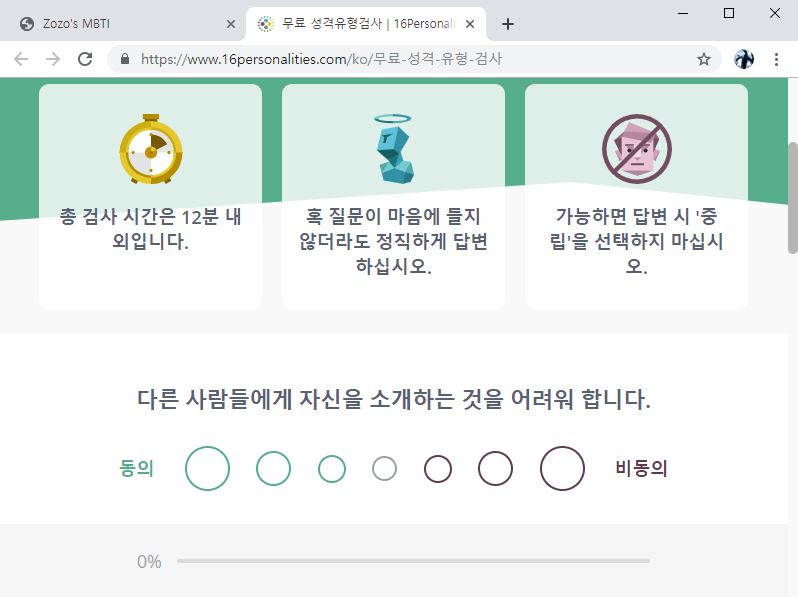 Zozo's MBTI
무료 성격유형검사 | 16Personali
https://www.16personalities.com/ko/무료-성격-유형-검사
총 검사 시간은 12분 내
외입니다.
혹 질문이 마음에 들지
않더라도 정직하게 답변
하십시오.
가능하면 답변 시 '중
립'을 선택하지 마십시
오.
다른 사람들에게 자신을 소개하는 것을 어려워 합니다.
동의
비동의
0%